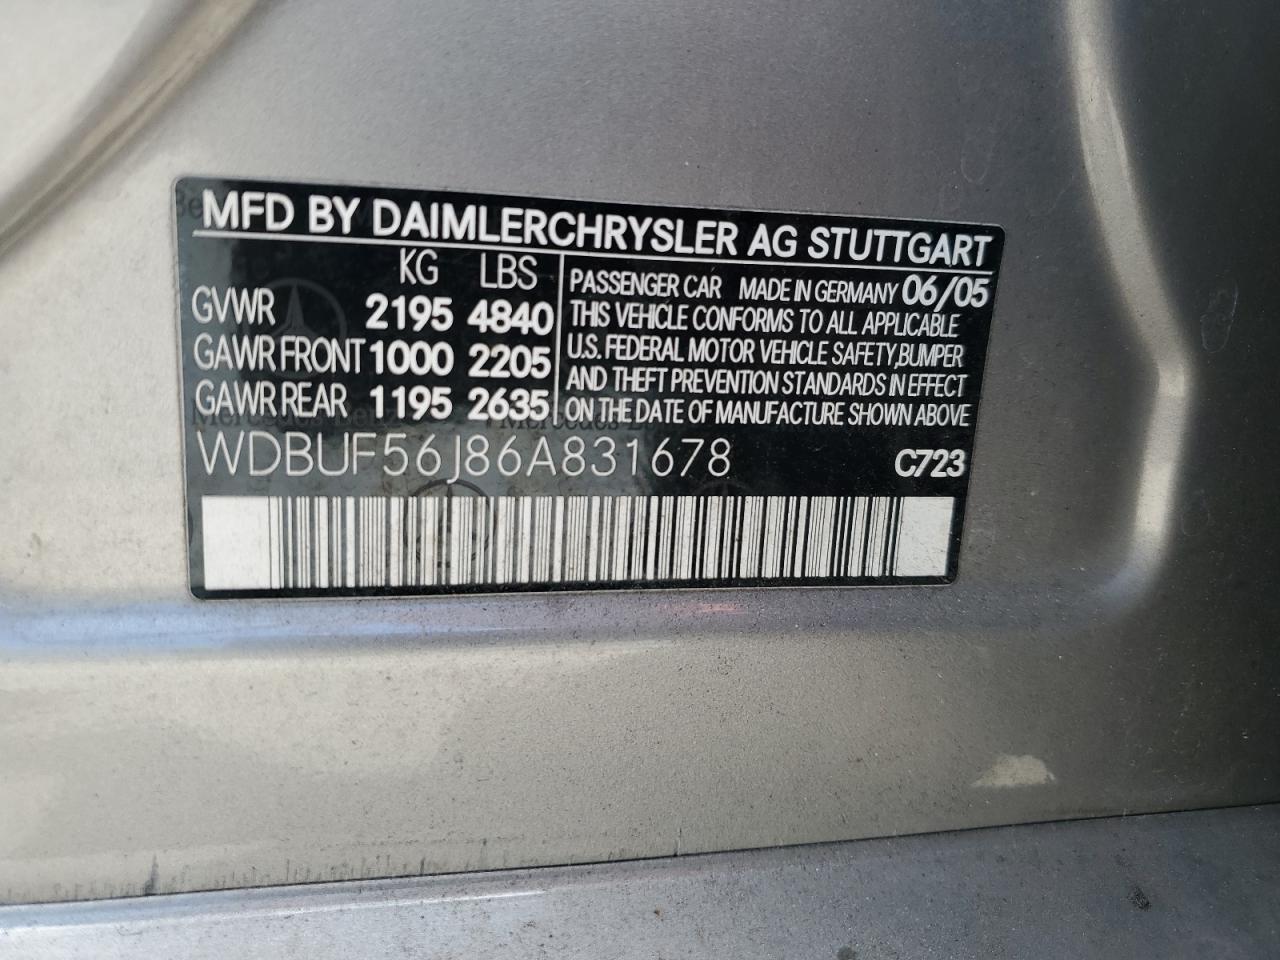 MFD BY DAIMLERCHRYSLER AG STUTTGART
KG LBS
GVWR 2195 4840
GAWR FRONT 1000 2205
GAWR REAR 1195 2635
PASSENGER CAR MADE IN GERMANY 06/05
THIS VEHICLE CONFORMS TO ALL APPLICABLE
U.S. FEDERAL MOTOR VEHICLE SAFETY,BUMPER
AND THEFT PREVENTION STANDARDS IN EFFECT
ON THE DATE OF MANUFACTURE SHOWN ABOVE
WDBUF56J86A831678 C723